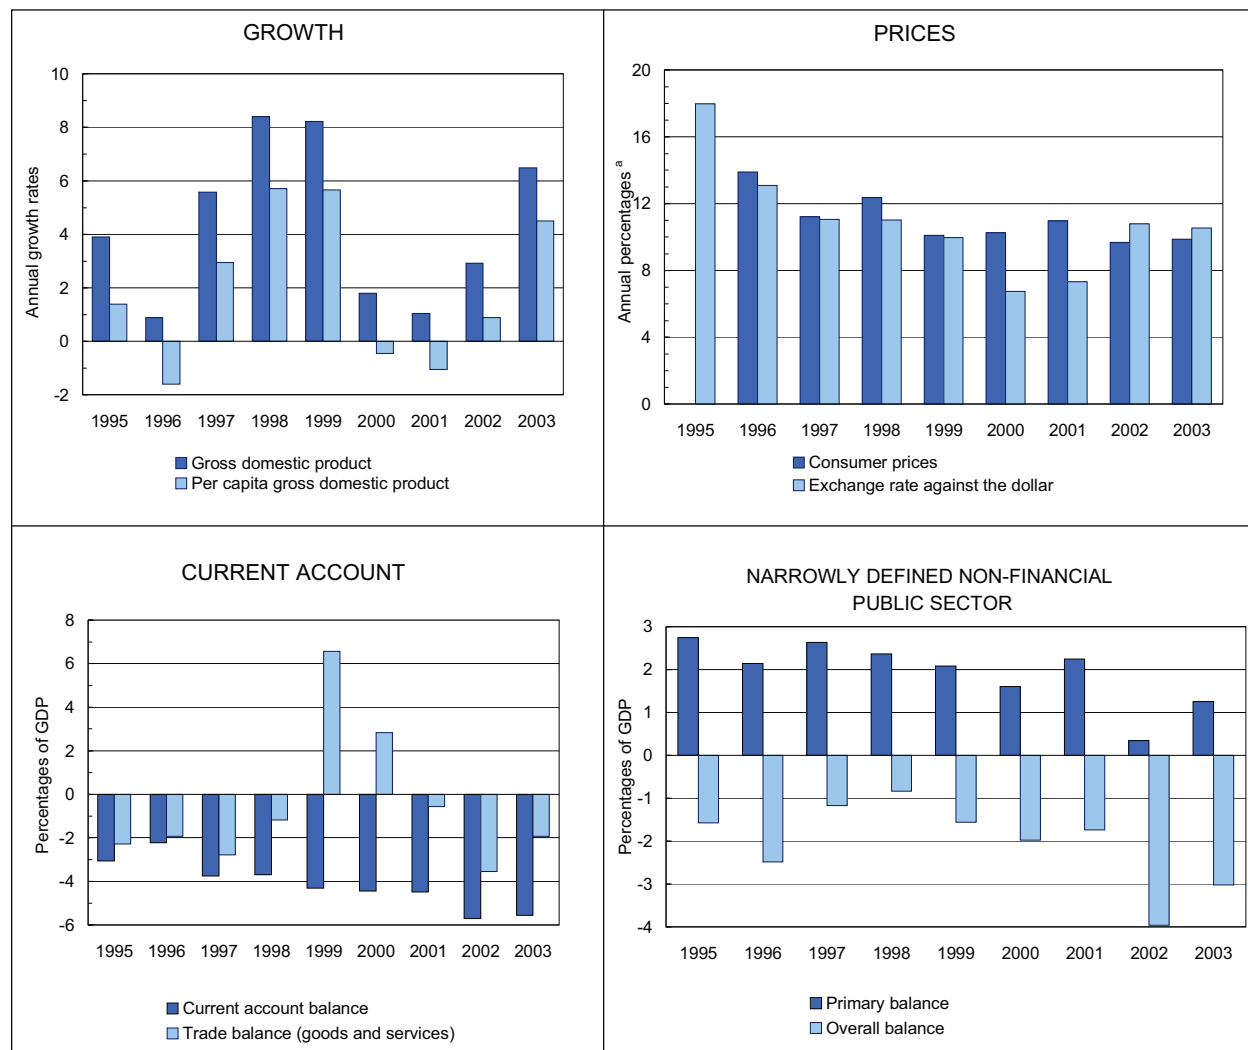 GROWTH
Annual growth rates
10
8
6
4
2
0
-2
1995 1996 1997 1998 1999 2000 2001 2002 2003
Gross domestic product
Per capita gross domestic product
PRICES
Annual percentages a
20
16
12
8
4
0
1995 1996 1997 1998 1999 2000 2001 2002 2003
Consumer prices
Exchange rate against the dollar
CURRENT ACCOUNT
Percentages of GDP
8
6
4
2
0
-2
-4
-6
1995 1996 1997 1998 1999 2000 2001 2002 2003
Current account balance
Trade balance (goods and services)
NARROWLY DEFINED NON-FINANCIAL
PUBLIC SECTOR
Percentages of GDP
3
2
1
0
-1
-2
-3
-4
1995 1996 1997 1998 1999 2000 2001 2002 2003
Primary balance
Overall balance